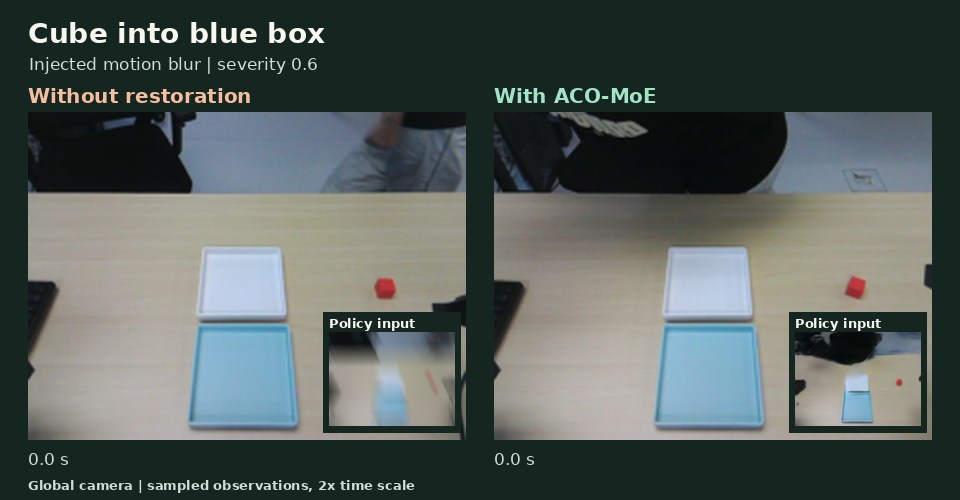 Cube into blue box
Injected motion blur | severity 0.6
Without restoration
With ACO-MoE
Policy input
Policy input
0.0 s
0.0 s
Global camera | sampled observations, 2x time scale